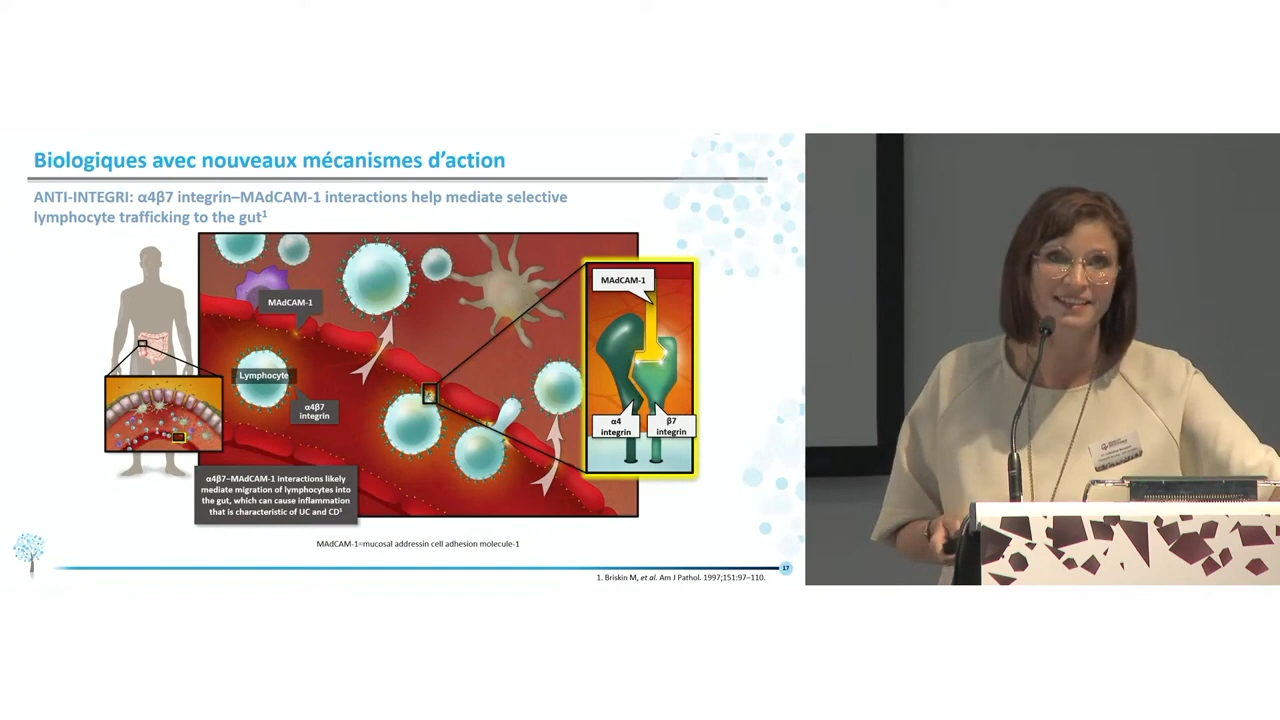 Biologiques avec nouveaux mécanismes d'action
ANTI-INTEGRI: α4β7 integrin–MAdCAM-1 interactions help mediate selective
lymphocyte trafficking to the gut¹
MAdCAM-1
MAdCAM-1
Lymphocyte
α4β7
integrin
α4
integrin
β7
integrin
α4β7–MAdCAM-1 interactions likely
mediate migration of lymphocytes into
the gut, which can cause inflammation
that is characteristic of UC and CD¹
MAdCAM-1=mucosal addressin cell adhesion molecule-1
17
1. Briskin M, et al. Am J Pathol. 1997;151:97–110.